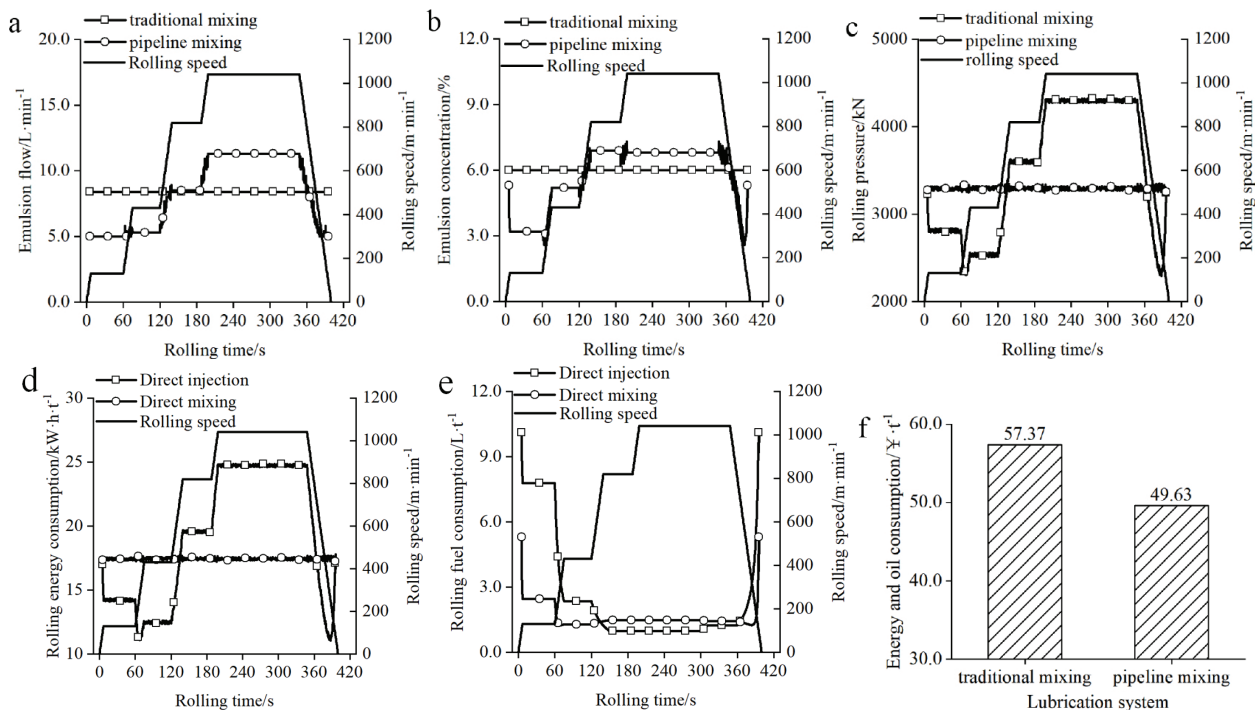 a
traditional mixing
pipeline mixing
Rolling speed
20.0
15.0
10.0
5.0
0.0
Emulsion flow/L·min⁻¹
1200
1000
800
600
400
200
0
Rolling speed/m·min⁻¹
0 60 120 180 240 300 360 420
Rolling time/s
b
traditional mixing
pipeline mixing
Rolling speed
12.0
9.0
6.0
3.0
0.0
Emulsion concentration/%
1200
1000
800
600
400
200
0
Rolling speed/m·min⁻¹
0 60 120 180 240 300 360 420
Rolling time/s
c
traditional mixing
pipeline mixing
rolling speed
5000
4000
3000
2000
Rolling pressure/kN
1200
1000
800
600
400
200
0
Rolling speed/m·min⁻¹
0 60 120 180 240 300 360 420
Rolling time/s
d
Direct injection
Direct mixing
Rolling speed
30
25
20
15
10
Rolling energy consumption/kW·h·t⁻¹
1200
1000
800
600
400
200
0
Rolling speed/m·min⁻¹
0 60 120 180 240 300 360 420
Rolling time/s
e
Direct injection
Direct mixing
Rolling speed
12.0
9.0
6.0
3.0
0.0
Rolling fuel consumption/L·t⁻¹
1200
1000
800
600
400
200
0
Rolling speed/m·min⁻¹
0 60 120 180 240 300 360 420
Rolling time/s
f
60.0
50.0
40.0
30.0
Energy and oil consumption/￥·t⁻¹
57.37
49.63
traditional mixing pipeline mixing
Lubrication system